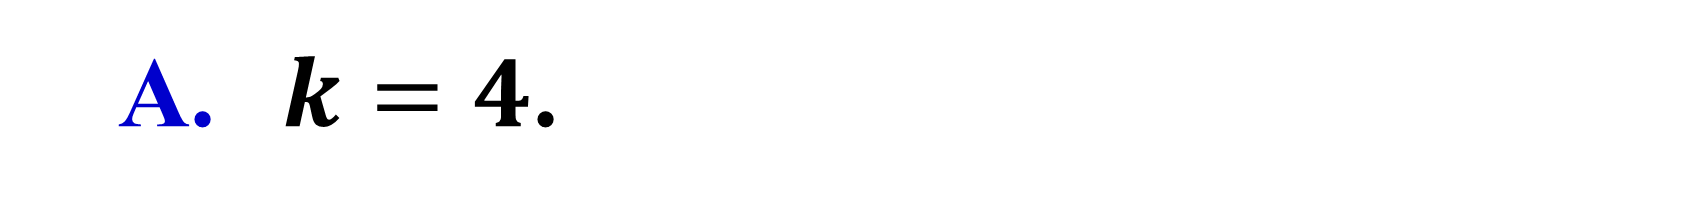 A. k = 4.